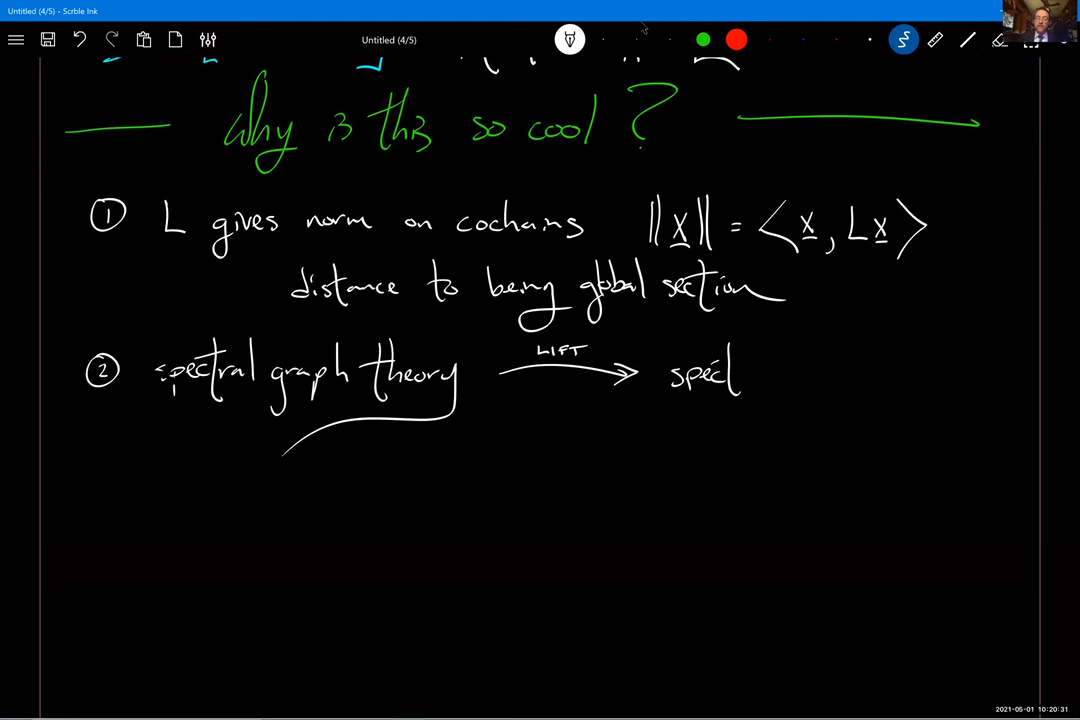 Untitled (4/5) - Scrble Ink
Untitled (4/5)
Why is this so cool?
① L gives norm on cochains ‖x‖ = <x, Lx>
distance to being global section
② spectral graph theory LIFT → spect
2021-05-01 10:20:31